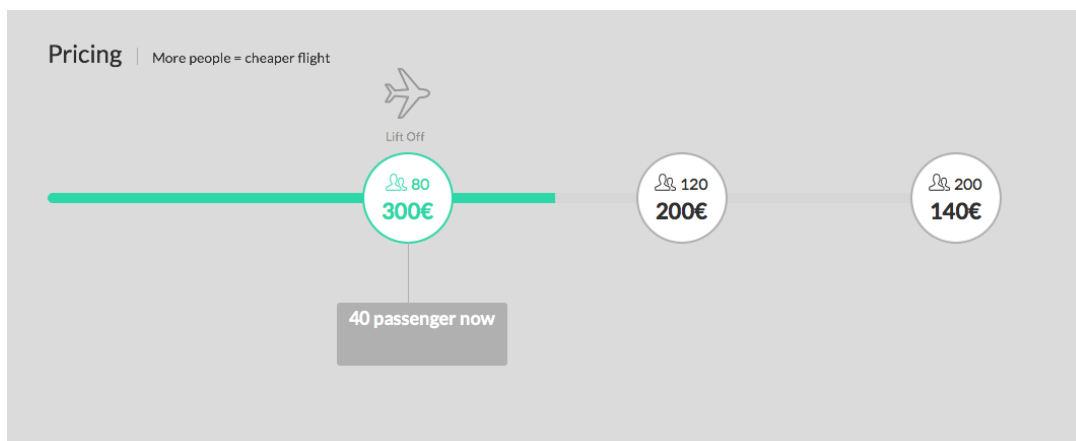 Pricing
More people = cheaper flight
Lift Off
80
300€
120
200€
200
140€
40 passenger now